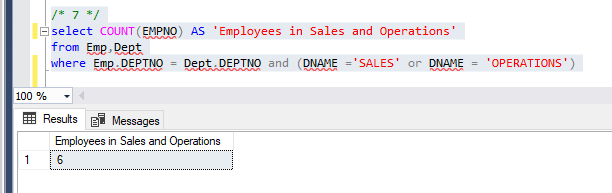 /* 7 */
select COUNT(EMPNO) AS 'Employees in Sales and Operations'
from Emp,Dept
where Emp.DEPTNO = Dept.DEPTNO and (DNAME ='SALES' or DNAME = 'OPERATIONS')
100 %
Results Messages
Employees in Sales and Operations
1 6